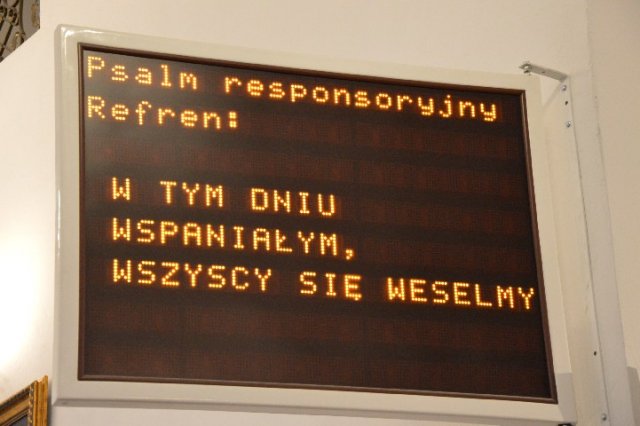 Psalm responsoryjny
Refren:
W TYM DNIU
WSPANIAŁYM,
WSZYSCY SIĘ WESELMY